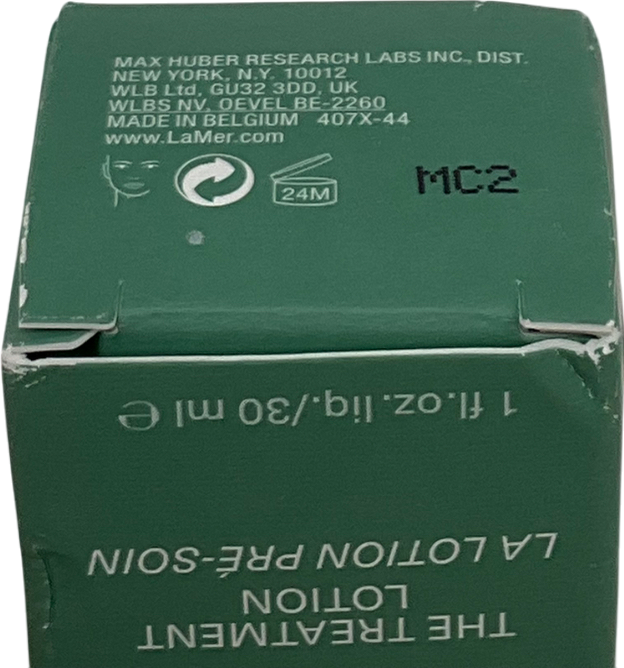 MAX HUBER RESEARCH LABS INC., DIST.
NEW YORK, N.Y. 10012
WLB Ltd, GU32 3DD, UK
WLBS NV, OEVEL BE-2260
MADE IN BELGIUM 407X-44
www.LaMer.com
24M
MC2
THE TREATMENT
LOTION
LA LOTION PRÉ-SOIN
1 fl.oz.liq./30 ml ℮